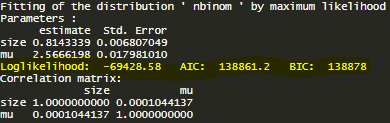 Fitting of the distribution ' nbinom ' by maximum likelihood
Parameters :
estimate Std. Error
size 0.8143339 0.006807049
mu 2.5666198 0.017981010
Loglikelihood: -69428.58 AIC: 138861.2 BIC: 138878
Correlation matrix:
size mu
size 1.0000000000 0.0001044137
mu 0.0001044137 1.0000000000